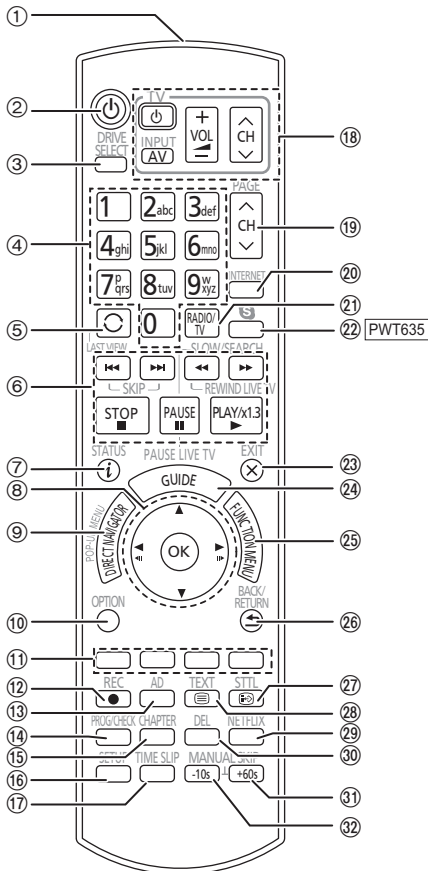 ①
②
TV
+
VOL
−
CH
⑱
DRIVE
SELECT
INPUT
AV
③
PAGE
CH
⑲
④
1 2abc 3def
4ghi 5jkl 6mno
7pqrs 8tuv 9wxyz
INTERNET
⑳
㉑
⑤
0
RADIO/
TV
S
㉒ PWT635
LAST VIEW
SLOW/SEARCH
⑥
SKIP
REWIND LIVE TV
STOP
PAUSE
PLAY/x1.3
STATUS
PAUSE LIVE TV
EXIT
⑦
i
㉓
GUIDE
㉔
⑧
⑨
POP-UP MENU
DIRECT NAVIGATOR
OK
FUNCTION MENU
㉕
OPTION
BACK/
RETURN
⑩
㉖
⑪
REC AD TEXT STTL
⑫
㉗
⑬
㉘
PROG/CHECK CHAPTER DEL NETFLIX
⑭
㉙
⑮
㉚
SETUP TIME SLIP MANUAL SKIP
⑯
-10s +60s
㉛
⑰
㉜